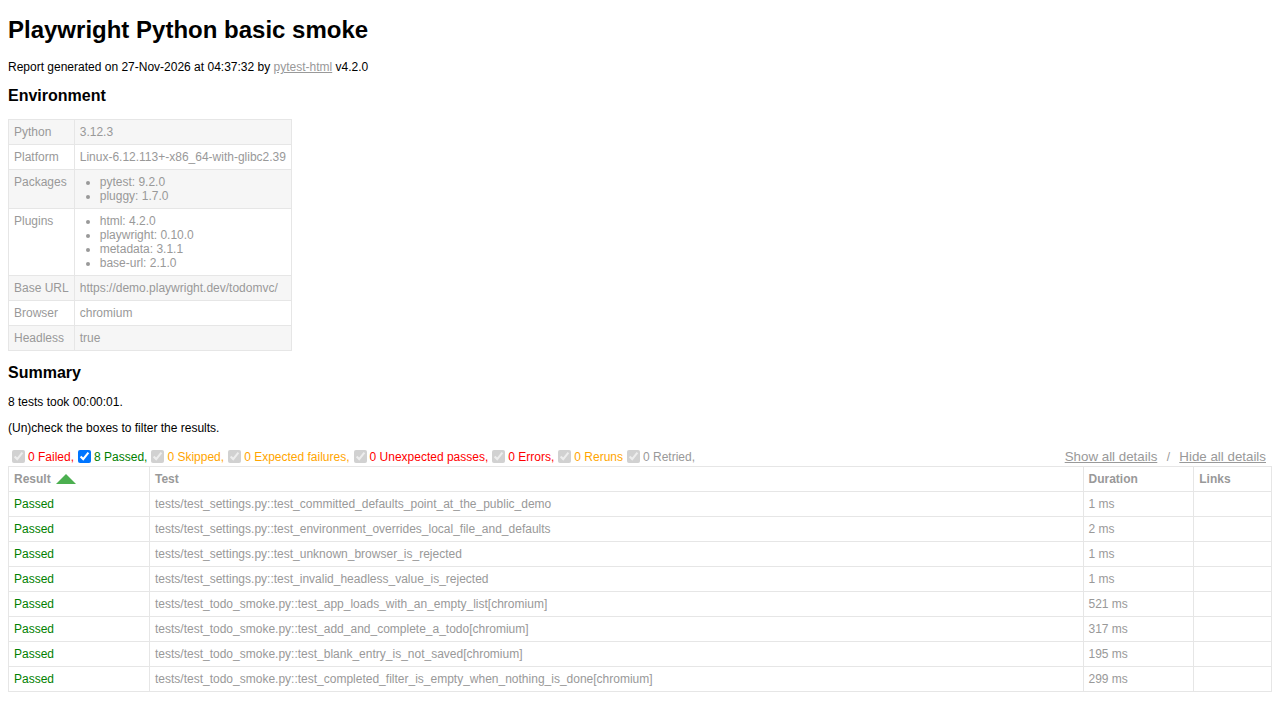 Playwright Python basic smoke
Report generated on 27-Nov-2026 at 04:37:32 by pytest-html v4.2.0
Environment
Python 3.12.3
Platform Linux-6.12.113+-x86_64-with-glibc2.39
Packages
pytest: 9.2.0
pluggy: 1.7.0
Plugins
html: 4.2.0
playwright: 0.10.0
metadata: 3.1.1
base-url: 2.1.0
Base URL https://demo.playwright.dev/todomvc/
Browser chromium
Headless true
Summary
8 tests took 00:00:01.
(Un)check the boxes to filter the results.
0 Failed, 8 Passed, 0 Skipped, 0 Expected failures, 0 Unexpected passes, 0 Errors, 0 Reruns 0 Retried, Show all details / Hide all details
Result Test Duration Links
Passed tests/test_settings.py::test_committed_defaults_point_at_the_public_demo 1 ms
Passed tests/test_settings.py::test_environment_overrides_local_file_and_defaults 2 ms
Passed tests/test_settings.py::test_unknown_browser_is_rejected 1 ms
Passed tests/test_settings.py::test_invalid_headless_value_is_rejected 1 ms
Passed tests/test_todo_smoke.py::test_app_loads_with_an_empty_list[chromium] 521 ms
Passed tests/test_todo_smoke.py::test_add_and_complete_a_todo[chromium] 317 ms
Passed tests/test_todo_smoke.py::test_blank_entry_is_not_saved[chromium] 195 ms
Passed tests/test_todo_smoke.py::test_completed_filter_is_empty_when_nothing_is_done[chromium] 299 ms